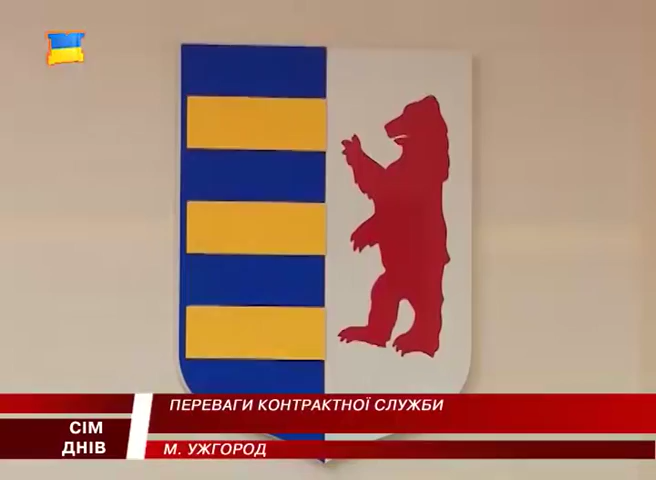 ПЕРЕВАГИ КОНТРАКТНОЇ СЛУЖБИ
СІМ
ДНІВ
М. УЖГОРОД